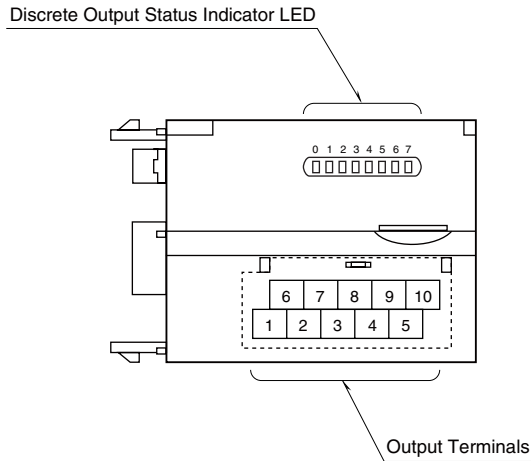 Discrete Output Status Indicator LED
0 1 2 3 4 5 6 7
6 7 8 9 10
1 2 3 4 5
Output Terminals